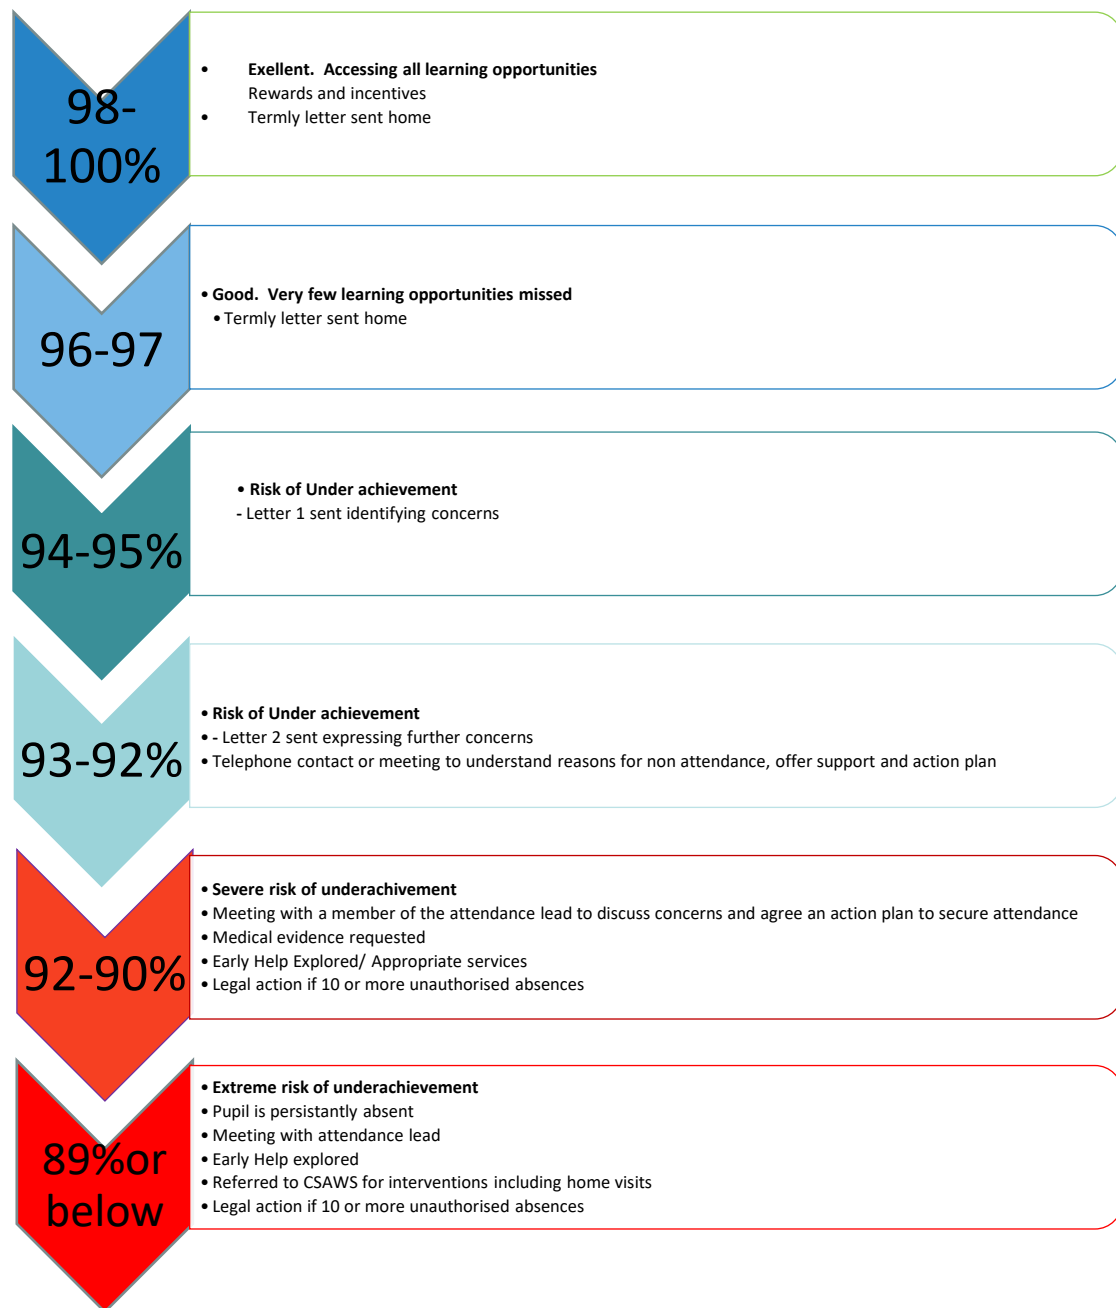 98-
100%
• Exellent. Accessing all learning opportunities
Rewards and incentives
• Termly letter sent home
96-97
• Good. Very few learning opportunities missed
• Termly letter sent home
94-95%
• Risk of Under achievement
- Letter 1 sent identifying concerns
93-92%
• Risk of Under achievement
• - Letter 2 sent expressing further concerns
• Telephone contact or meeting to understand reasons for non attendance, offer support and action plan
92-90%
• Severe risk of underachivement
• Meeting with a member of the attendance lead to discuss concerns and agree an action plan to secure attendance
• Medical evidence requested
• Early Help Explored/ Appropriate services
• Legal action if 10 or more unauthorised absences
89%or
below
• Extreme risk of underachievement
• Pupil is persistantly absent
• Meeting with attendance lead
• Early Help explored
• Referred to CSAWS for interventions including home visits
• Legal action if 10 or more unauthorised absences